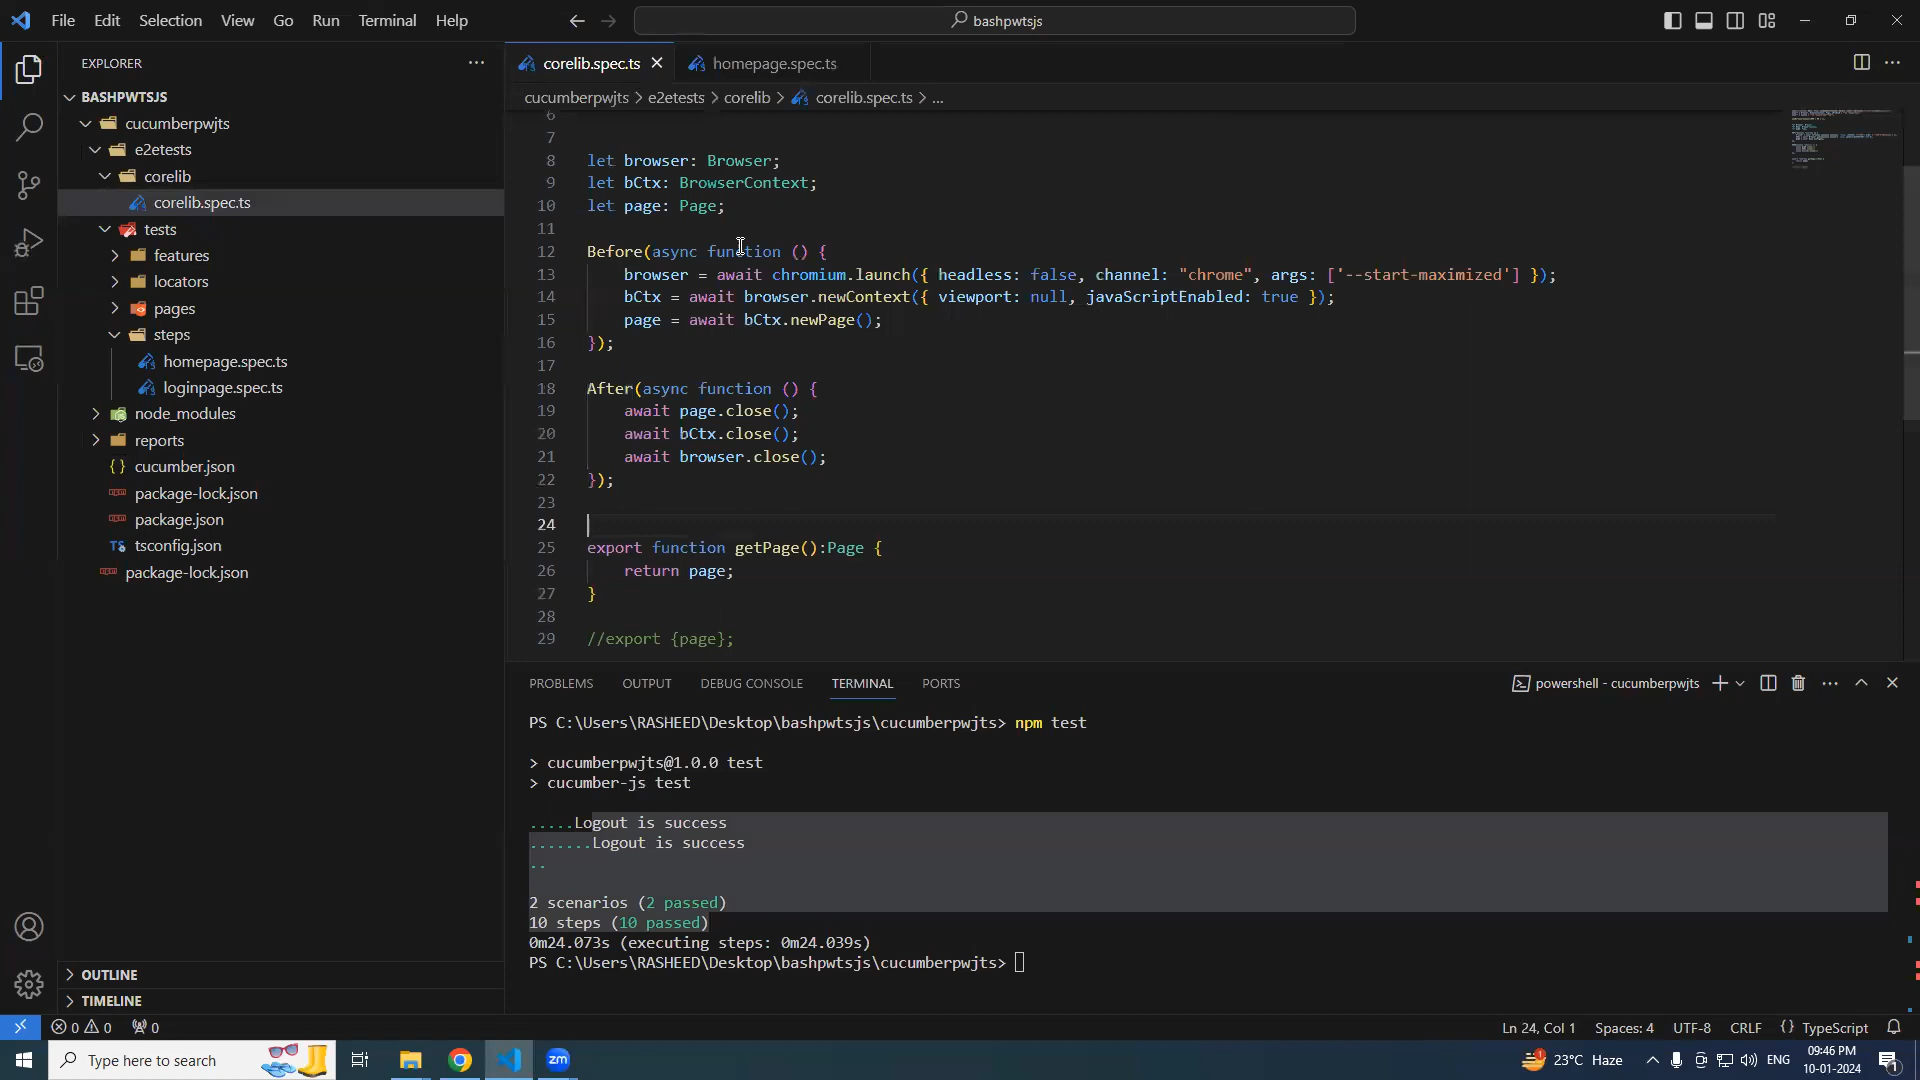 File Edit Selection View Go Run Terminal Help
bashpwtsjs
EXPLORER
BASHPWTSJS
cucumberpwjts
e2etests
corelib
corelib.spec.ts
tests
features
locators
pages
steps
homepage.spec.ts
loginpage.spec.ts
node_modules
reports
{} cucumber.json
package-lock.json
package.json
TS tsconfig.json
package-lock.json
OUTLINE
TIMELINE
corelib.spec.ts
homepage.spec.ts
cucumberpwjts > e2etests > corelib > corelib.spec.ts > ...
6
7
8 let browser: Browser;
9 let bCtx: BrowserContext;
10 let page: Page;
11
12 Before(async function () {
13 browser = await chromium.launch({ headless: false, channel: "chrome", args: ['--start-maximized'] });
14 bCtx = await browser.newContext({ viewport: null, javaScriptEnabled: true });
15 page = await bCtx.newPage();
16 });
17
18 After(async function () {
19 await page.close();
20 await bCtx.close();
21 await browser.close();
22 });
23
24
25 export function getPage():Page {
26 return page;
27 }
28
29 //export {page};
PROBLEMS OUTPUT DEBUG CONSOLE TERMINAL PORTS
powershell - cucumberpwjts
PS C:\Users\RASHEED\Desktop\bashpwtsjs\cucumberpwjts> npm test
> cucumberpwjts@1.0.0 test
> cucumber-js test
.....Logout is success
.......Logout is success
..
2 scenarios (2 passed)
10 steps (10 passed)
0m24.073s (executing steps: 0m24.039s)
PS C:\Users\RASHEED\Desktop\bashpwtsjs\cucumberpwjts>
0 0 0
Ln 24, Col 1 Spaces: 4 UTF-8 CRLF {} TypeScript
Type here to search
zm
1
23°C Haze
ENG
09:46 PM
10-01-2024
1